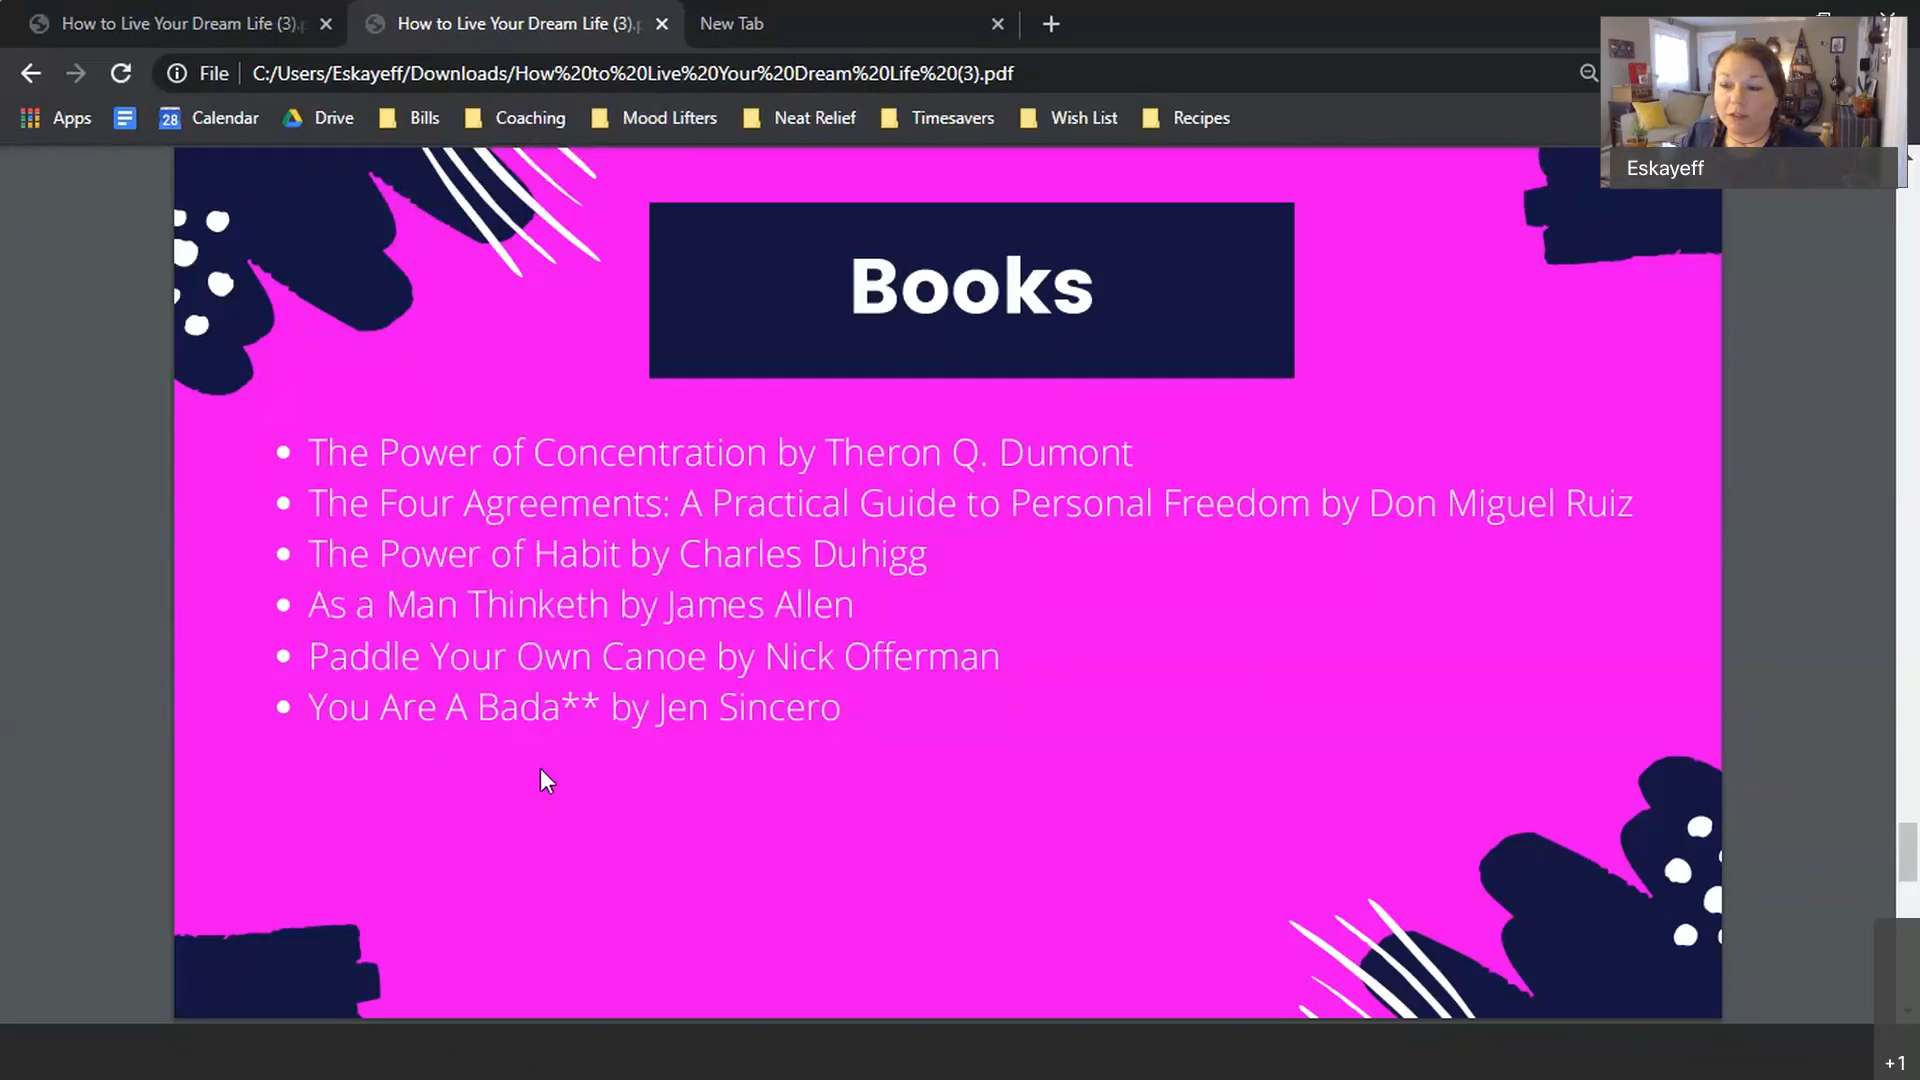 How to Live Your Dream Life (3).
How to Live Your Dream Life (3).p
New Tab
File
C:/Users/Eskayeff/Downloads/How%20to%20Live%20Your%20Dream%20Life%20(3).pdf
Apps
28
Calendar
Drive
Bills
Coaching
Mood Lifters
Neat Relief
Timesavers
Wish List
Recipes
Eskayeff
Books
• The Power of Concentration by Theron Q. Dumont
• The Four Agreements: A Practical Guide to Personal Freedom by Don Miguel Ruiz
• The Power of Habit by Charles Duhigg
• As a Man Thinketh by James Allen
• Paddle Your Own Canoe by Nick Offerman
• You Are A Bada** by Jen Sincero
+1